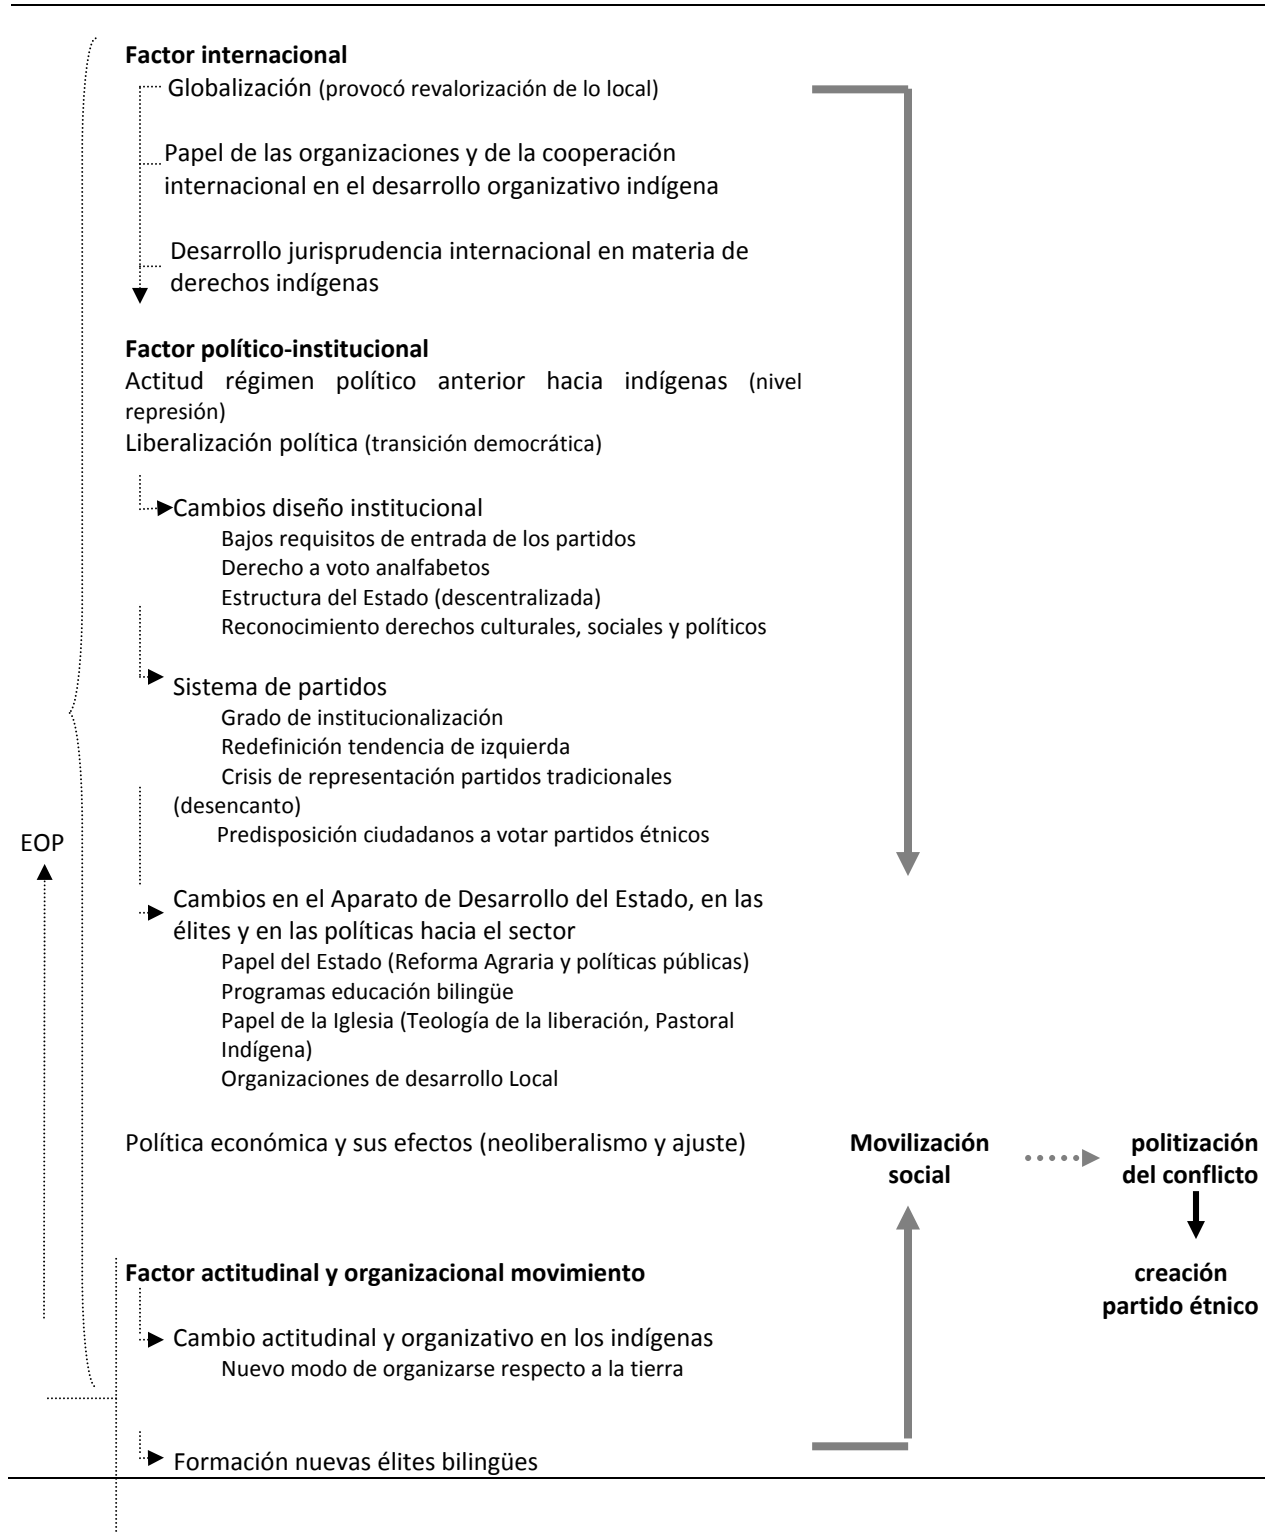 Factor internacional
Globalización (provocó revalorización de lo local)
Papel de las organizaciones y de la cooperación
internacional en el desarrollo organizativo indígena
Desarrollo jurisprudencia internacional en materia de
derechos indígenas
Factor político-institucional
Actitud régimen político anterior hacia indígenas (nivel
represión)
Liberalización política (transición democrática)
Cambios diseño institucional
Bajos requisitos de entrada de los partidos
Derecho a voto analfabetos
Estructura del Estado (descentralizada)
Reconocimiento derechos culturales, sociales y políticos
Sistema de partidos
Grado de institucionalización
Redefinición tendencia de izquierda
Crisis de representación partidos tradicionales
(desencanto)
Predisposición ciudadanos a votar partidos étnicos
EOP
Cambios en el Aparato de Desarrollo del Estado, en las
élites y en las políticas hacia el sector
Papel del Estado (Reforma Agraria y políticas públicas)
Programas educación bilingüe
Papel de la Iglesia (Teología de la liberación, Pastoral
Indígena)
Organizaciones de desarrollo Local
Política económica y sus efectos (neoliberalismo y ajuste)
Movilización
social
politización
del conflicto
creación
partido étnico
Factor actitudinal y organizacional movimiento
Cambio actitudinal y organizativo en los indígenas
Nuevo modo de organizarse respecto a la tierra
Formación nuevas élites bilingües